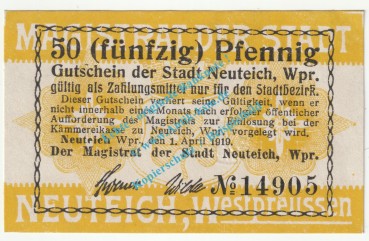 MAGISTRAT DER STADT
50 (fünfzig) Pfennig
Gutschein der Stadt Neuteich, Wpr.
gültig als Zahlungsmittel nur für den Stadtbezirk.
Dieser Gutschein verliert seine Gültigkeit, wenn er
nicht innerhalb eines Monats nach erfolgter öffentlicher
Aufforderung des Magistrats zur Einlösung bei der
Kämmereikasse zu Neuteich, Wpr. vorgelegt wird.
Neuteich Wpr., den 1. April 1919.
Der Magistrat der Stadt Neuteich, Wpr.
№ 14905
NEUTEICH, Westpreussen